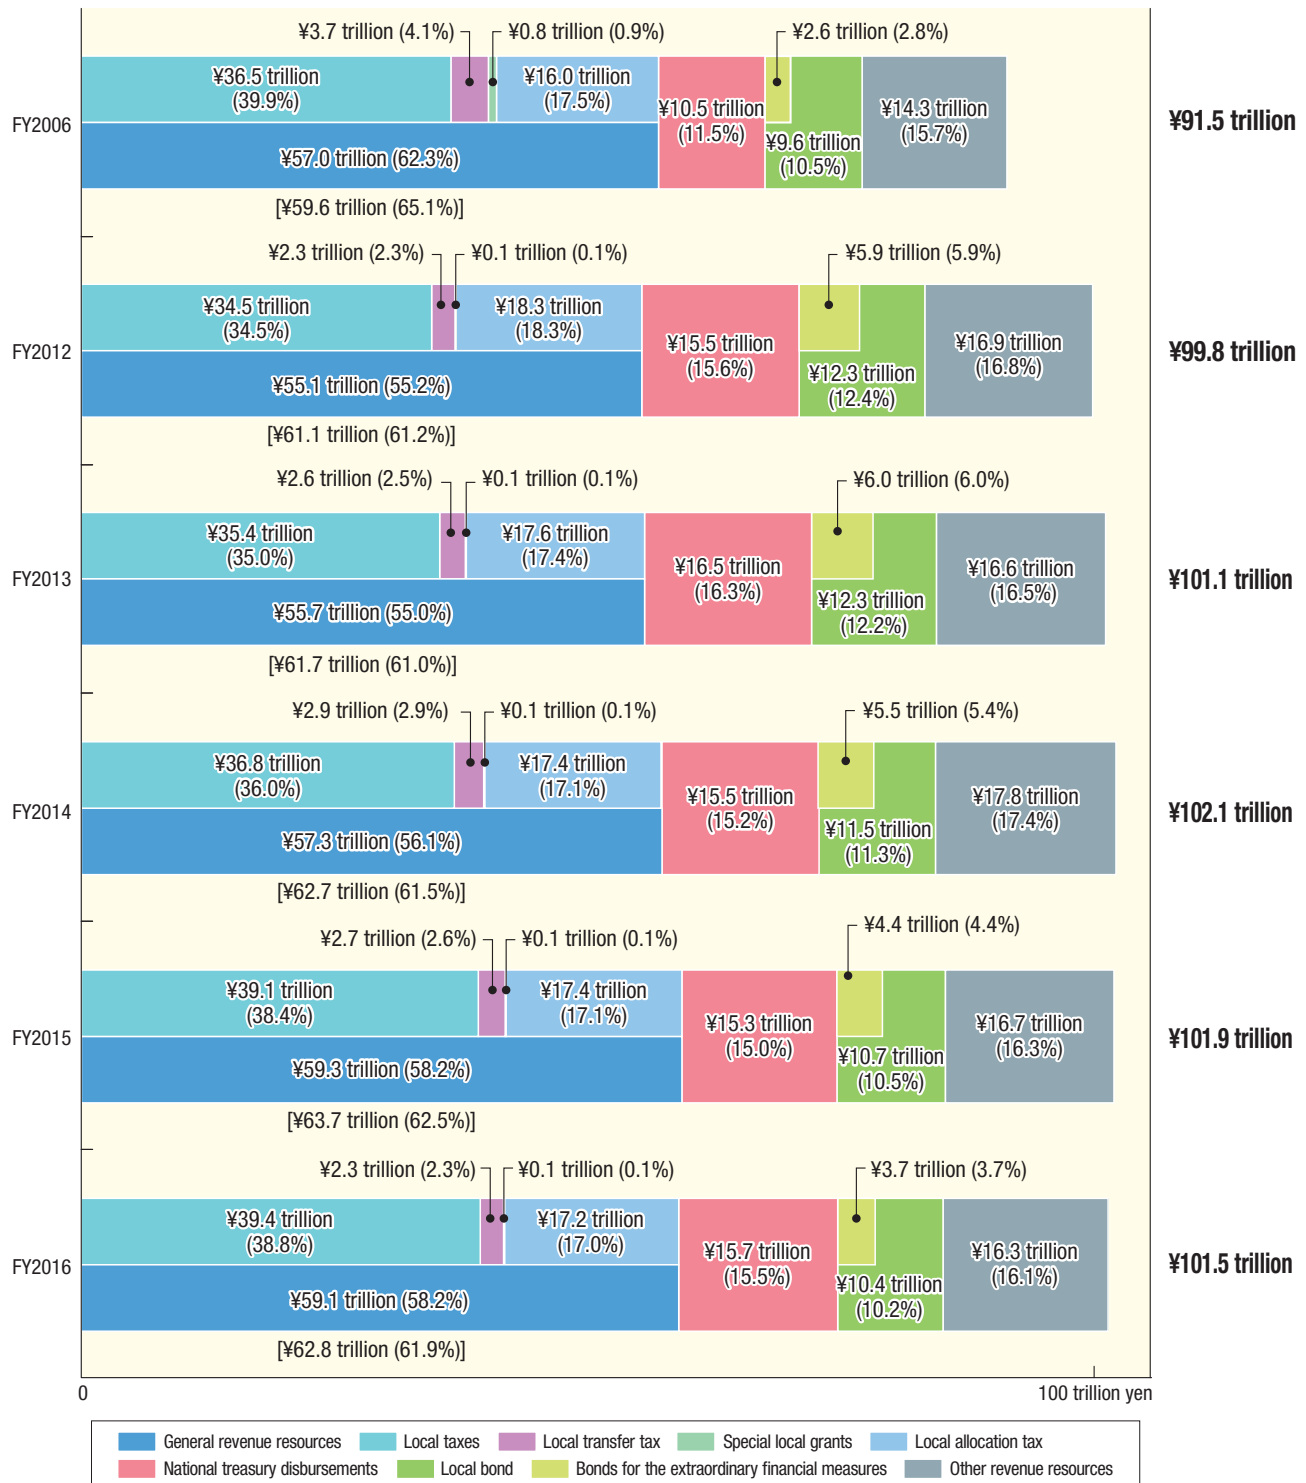 ¥3.7 trillion (4.1%) ¥0.8 trillion (0.9%) ¥2.6 trillion (2.8%)
¥36.5 trillion
(39.9%)
¥16.0 trillion
(17.5%)
¥10.5 trillion
(11.5%)
¥14.3 trillion
(15.7%)
FY2006
¥91.5 trillion
¥57.0 trillion (62.3%)
¥9.6 trillion
(10.5%)
[¥59.6 trillion (65.1%)]
¥2.3 trillion (2.3%) ¥0.1 trillion (0.1%) ¥5.9 trillion (5.9%)
¥34.5 trillion
(34.5%)
¥18.3 trillion
(18.3%)
¥15.5 trillion
(15.6%)
¥16.9 trillion
(16.8%)
FY2012
¥99.8 trillion
¥55.1 trillion (55.2%)
¥12.3 trillion
(12.4%)
[¥61.1 trillion (61.2%)]
¥2.6 trillion (2.5%) ¥0.1 trillion (0.1%) ¥6.0 trillion (6.0%)
¥35.4 trillion
(35.0%)
¥17.6 trillion
(17.4%)
¥16.5 trillion
(16.3%)
¥16.6 trillion
(16.5%)
FY2013
¥101.1 trillion
¥55.7 trillion (55.0%)
¥12.3 trillion
(12.2%)
[¥61.7 trillion (61.0%)]
¥2.9 trillion (2.9%) ¥0.1 trillion (0.1%) ¥5.5 trillion (5.4%)
¥36.8 trillion
(36.0%)
¥17.4 trillion
(17.1%)
¥15.5 trillion
(15.2%)
¥17.8 trillion
(17.4%)
FY2014
¥102.1 trillion
¥57.3 trillion (56.1%)
¥11.5 trillion
(11.3%)
[¥62.7 trillion (61.5%)]
¥2.7 trillion (2.6%) ¥0.1 trillion (0.1%) ¥4.4 trillion (4.4%)
¥39.1 trillion
(38.4%)
¥17.4 trillion
(17.1%)
¥15.3 trillion
(15.0%)
¥16.7 trillion
(16.3%)
FY2015
¥101.9 trillion
¥59.3 trillion (58.2%)
¥10.7 trillion
(10.5%)
[¥63.7 trillion (62.5%)]
¥2.3 trillion (2.3%) ¥0.1 trillion (0.1%) ¥3.7 trillion (3.7%)
¥39.4 trillion
(38.8%)
¥17.2 trillion
(17.0%)
¥15.7 trillion
(15.5%)
¥16.3 trillion
(16.1%)
FY2016
¥101.5 trillion
¥59.1 trillion (58.2%)
¥10.4 trillion
(10.2%)
[¥62.8 trillion (61.9%)]
0 100 trillion yen
General revenue resources Local taxes Local transfer tax Special local grants Local allocation tax
National treasury disbursements Local bond Bonds for the extraordinary financial measures Other revenue resources